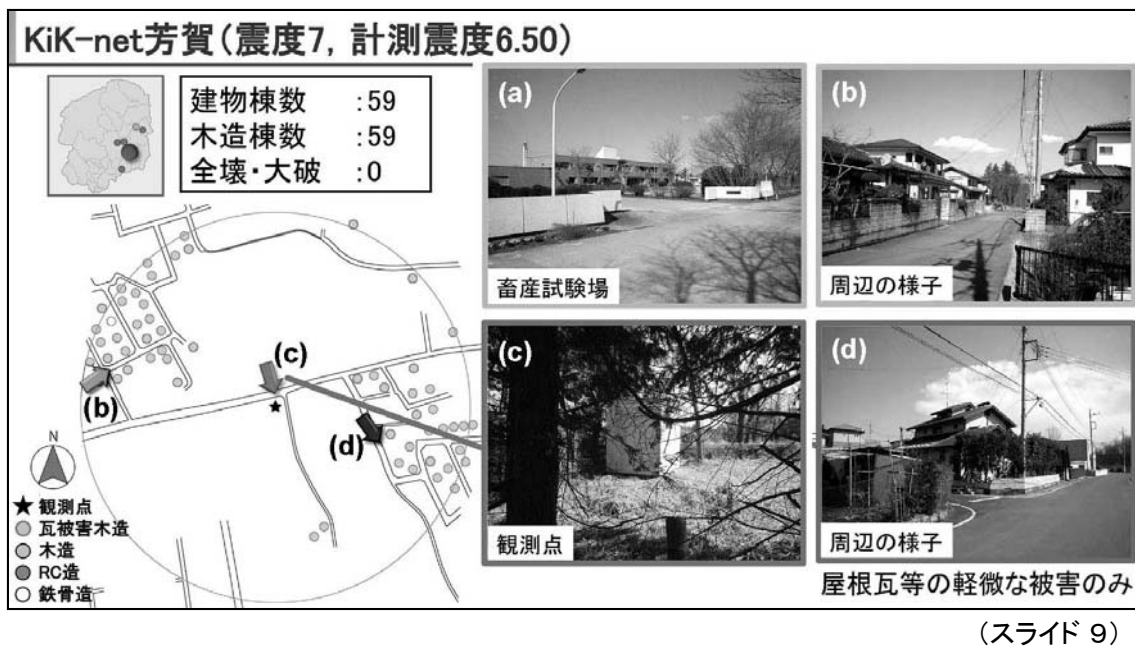 KiK-net芳賀(震度7, 計測震度6.50)
建物棟数 :59
木造棟数 :59
全壊・大破 :0
(a)
畜産試験場
(b)
周辺の様子
(c)
観測点
(d)
周辺の様子
(b)
(c)
(d)
N
★ 観測点
瓦被害木造
木造
RC造
鉄骨造
屋根瓦等の軽微な被害のみ
(スライド 9)